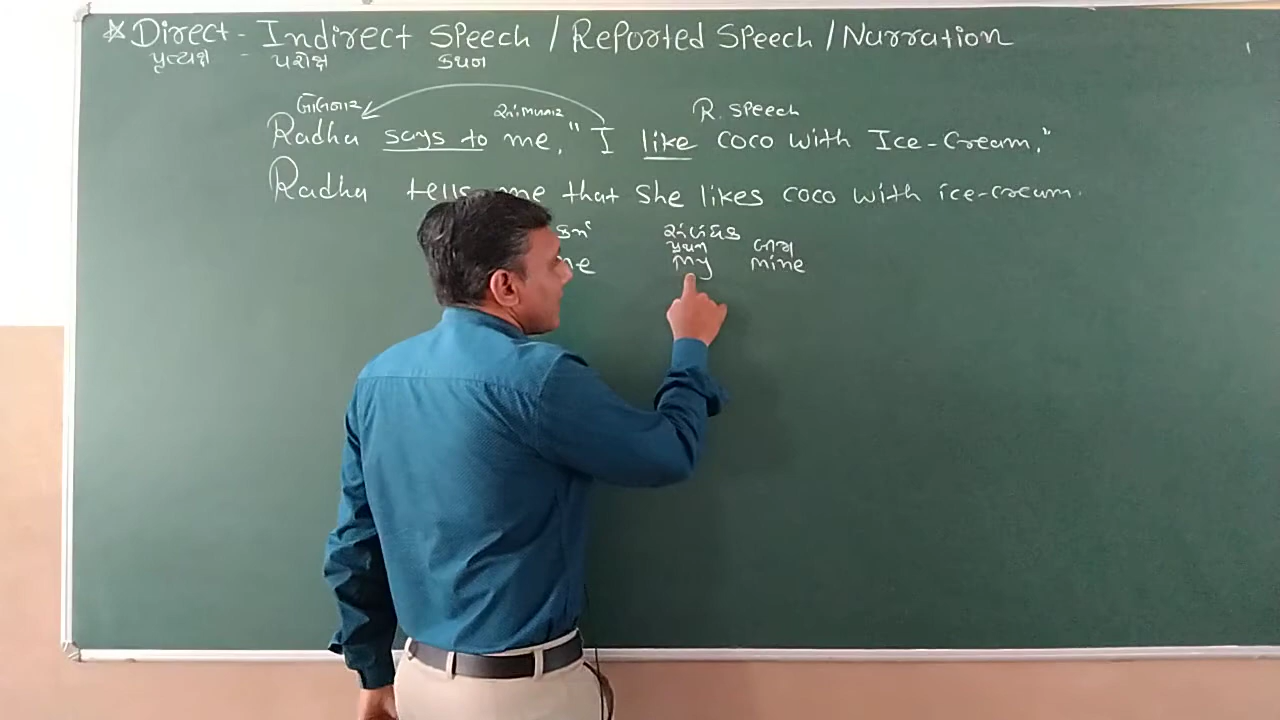 * Direct - Indirect Speech / Reported Speech / Narration
પ્રત્યક્ષ - પરોક્ષ કથન
બોલનાર સાંભળનાર R. speech
Radha says to me, "I like coco with Ice-Cream."
Radha tells me that She likes coco with ice-cream.
સંબંધક
my mine